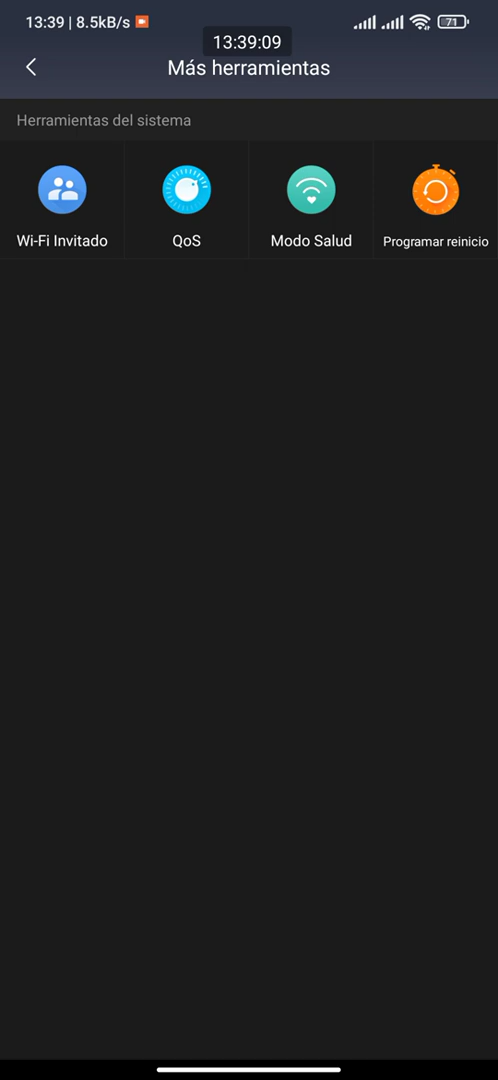 13:39 | 8.5kB/s
71
13:39:09
Más herramientas
Herramientas del sistema
Wi-Fi Invitado
QoS
Modo Salud
Programar reinicio